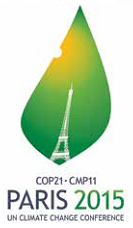 COP21·CMP11
PARIS 2015
UN CLIMATE CHANGE CONFERENCE